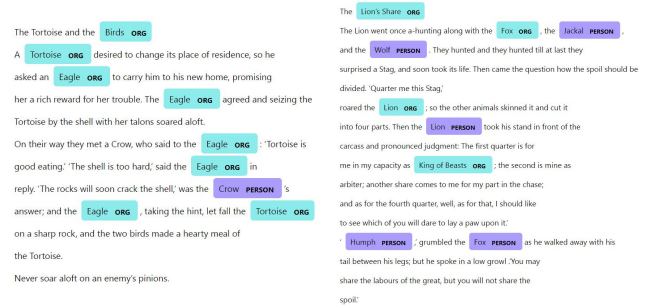 The Tortoise and the Birds ORG
A Tortoise ORG desired to change its place of residence, so he
asked an Eagle ORG to carry him to his new home, promising
her a rich reward for her trouble. The Eagle ORG agreed and seizing the
Tortoise by the shell with her talons soared aloft.
On their way they met a Crow, who said to the Eagle ORG : 'Tortoise is
good eating.' 'The shell is too hard,' said the Eagle ORG in
reply. 'The rocks will soon crack the shell,' was the Crow PERSON 's
answer; and the Eagle ORG , taking the hint, let fall the Tortoise ORG
on a sharp rock, and the two birds made a hearty meal of
the Tortoise.
Never soar aloft on an enemy's pinions.
The Lion's Share ORG
The Lion went once a-hunting along with the Fox ORG , the Jackal PERSON ,
and the Wolf PERSON . They hunted and they hunted till at last they
surprised a Stag, and soon took its life. Then came the question how the spoil should be
divided. 'Quarter me this Stag,'
roared the Lion ORG ; so the other animals skinned it and cut it
into four parts. Then the Lion PERSON took his stand in front of the
carcass and pronounced judgment: The first quarter is for
me in my capacity as King of Beasts ORG ; the second is mine as
arbiter; another share comes to me for my part in the chase;
and as for the fourth quarter, well, as for that, I should like
to see which of you will dare to lay a paw upon it.'
' Humph PERSON ,' grumbled the Fox PERSON as he walked away with his
tail between his legs; but he spoke in a low growl .'You may
share the labours of the great, but you will not share the
spoil.'